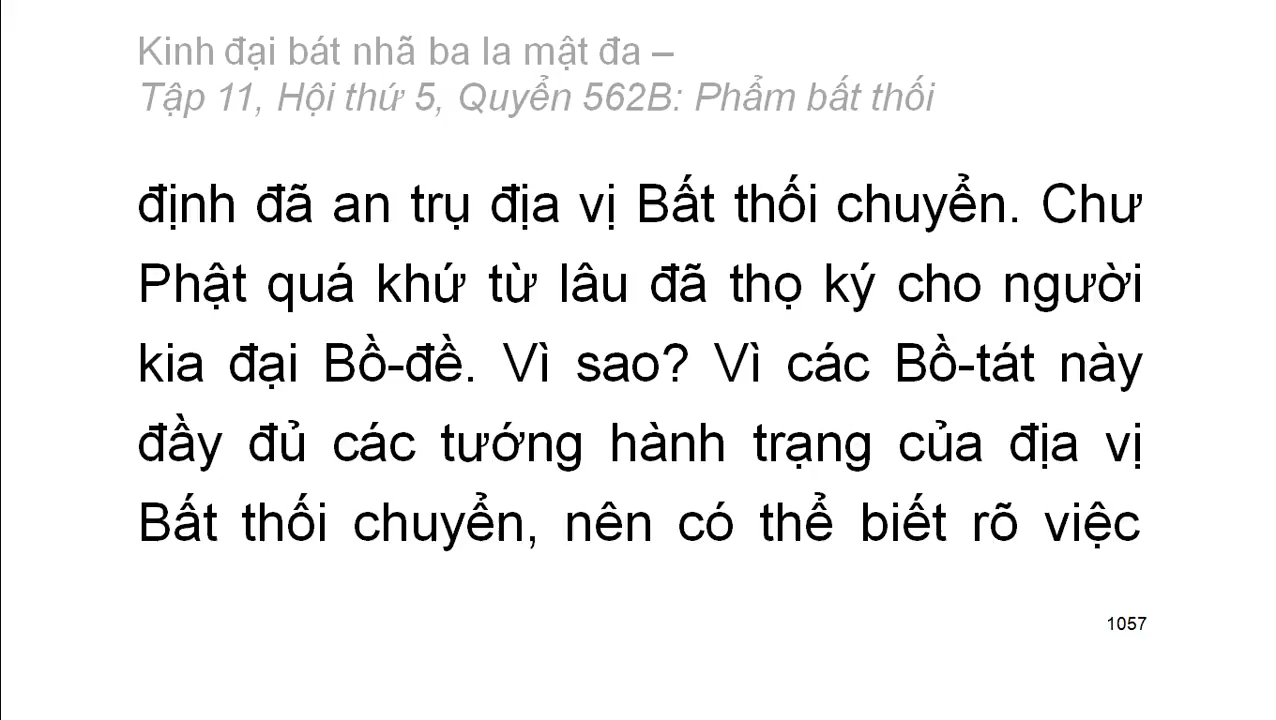 Kinh đại bát nhã ba la mật đa –
Tập 11, Hội thứ 5, Quyển 562B: Phẩm bất thối
định đã an trụ địa vị Bất thối chuyển. Chư
Phật quá khứ từ lâu đã thọ ký cho người
kia đại Bồ-đề. Vì sao? Vì các Bồ-tát này
đầy đủ các tướng hành trạng của địa vị
Bất thối chuyển, nên có thể biết rõ việc
1057